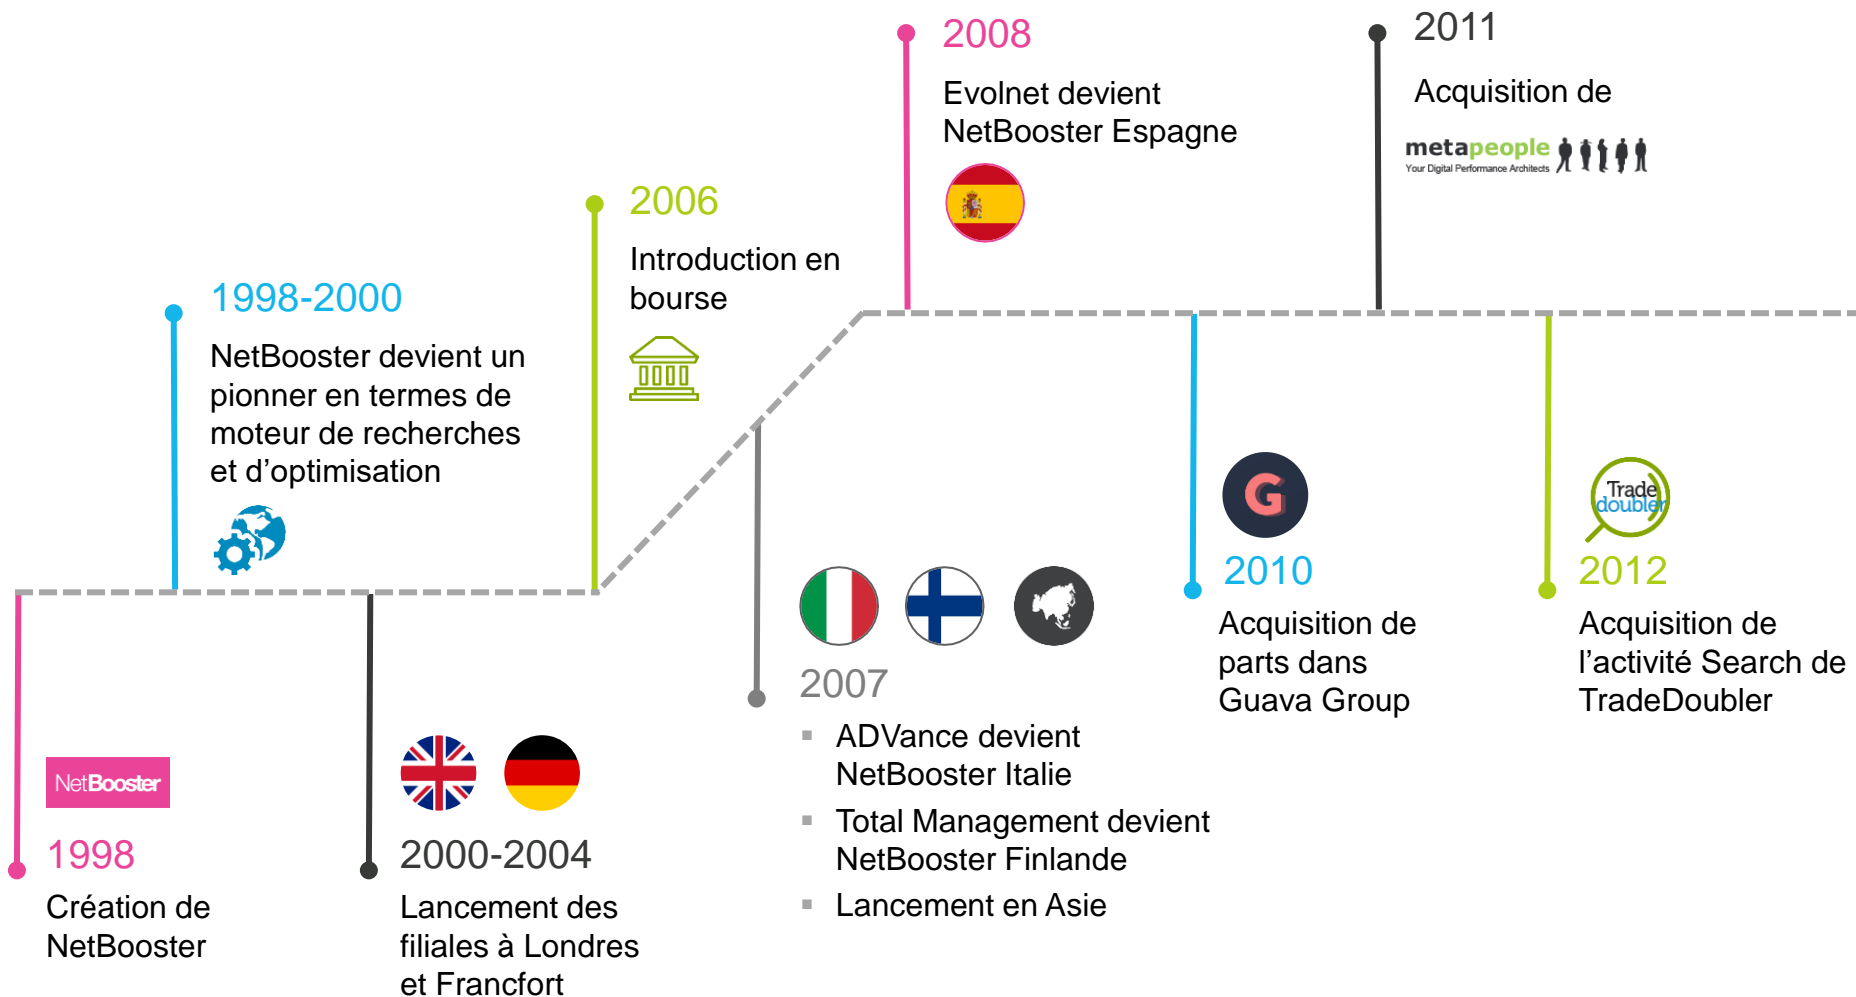 NetBooster
1998
Création de
NetBooster
1998-2000
NetBooster devient un
pionner en termes de
moteur de recherches
et d’optimisation
2000-2004
Lancement des
filiales à Londres
et Francfort
2006
Introduction en
bourse
2007
▪ ADVance devient
NetBooster Italie
▪ Total Management devient
NetBooster Finlande
▪ Lancement en Asie
2008
Evolnet devient
NetBooster Espagne
G
2010
Acquisition de
parts dans
Guava Group
2011
Acquisition de
metapeople
Your Digital Performance Architects
Trade
doubler
2012
Acquisition de
l’activité Search de
TradeDoubler